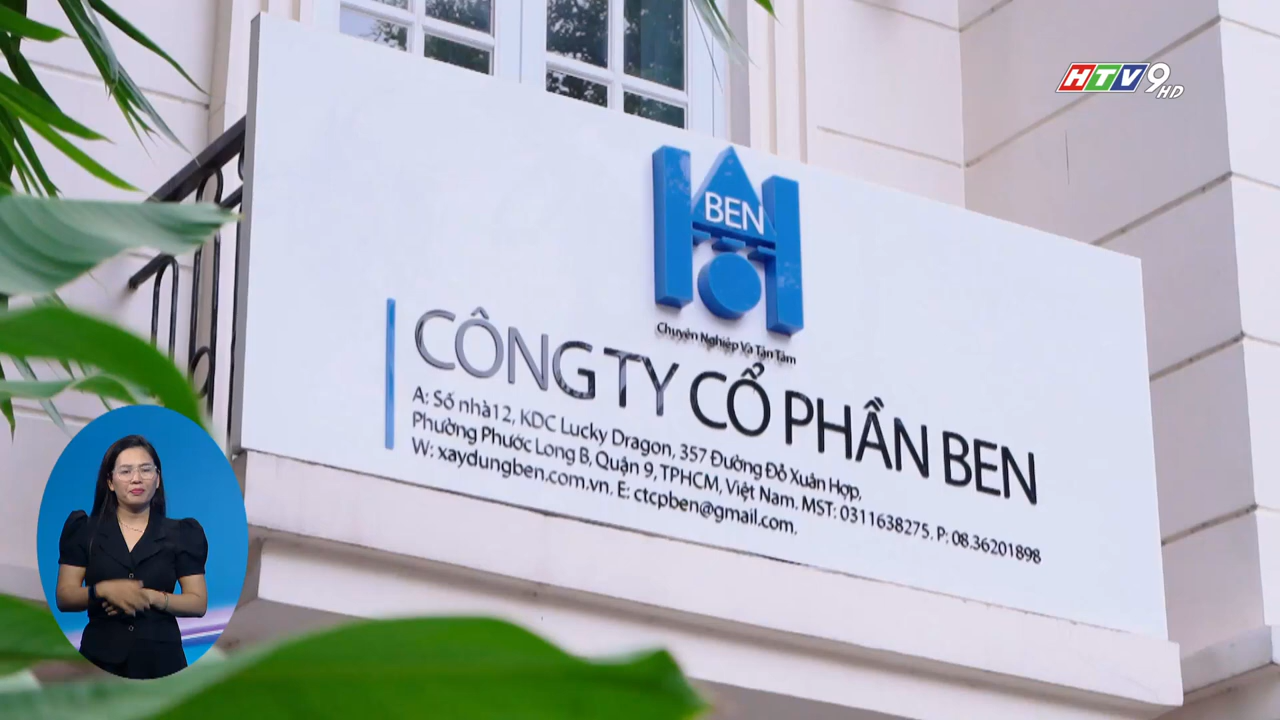 HTV9 HD
BEN
Chuyên Nghiệp Và Tận Tâm
CÔNG TY CỔ PHẦN BEN
A: Số nhà12, KDC Lucky Dragon, 357 Đường Đỗ Xuân Hợp,
Phường Phước Long B, Quận 9, TPHCM, Việt Nam. MST: 0311638275. P: 08.36201898
W: xaydungben.com.vn. E: ctcpben@gmail.com.